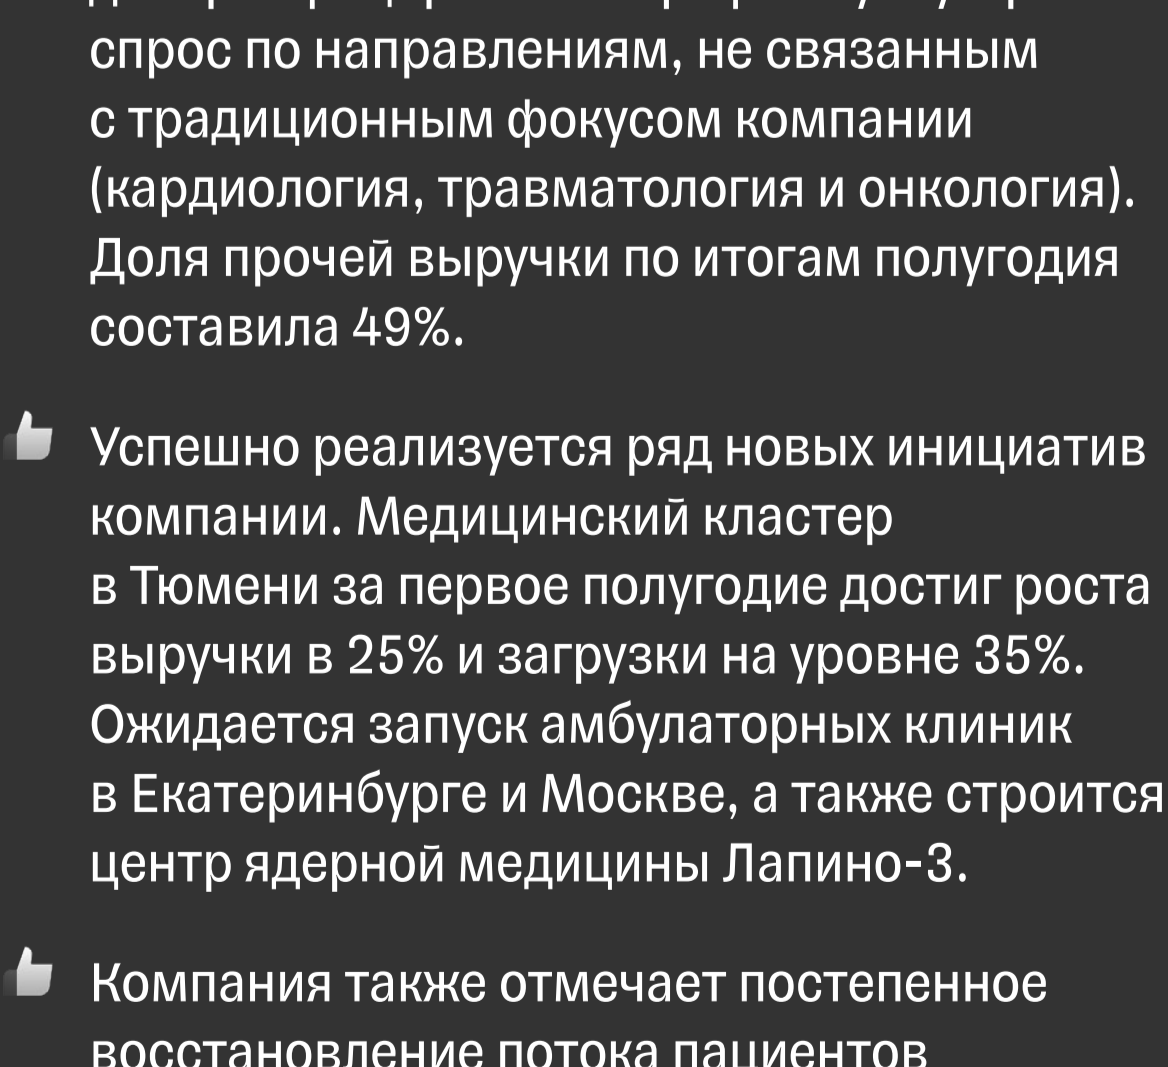 спрос по направлениям, не связанным
с традиционным фокусом компании
(кардиология, травматология и онкология).
Доля прочей выручки по итогам полугодия
составила 49%.
Успешно реализуется ряд новых инициатив
компании. Медицинский кластер
в Тюмени за первое полугодие достиг роста
выручки в 25% и загрузки на уровне 35%.
Ожидается запуск амбулаторных клиник
в Екатеринбурге и Москве, а также строится
центр ядерной медицины Лапино-3.
Компания также отмечает постепенное
восстановление потока пациентов